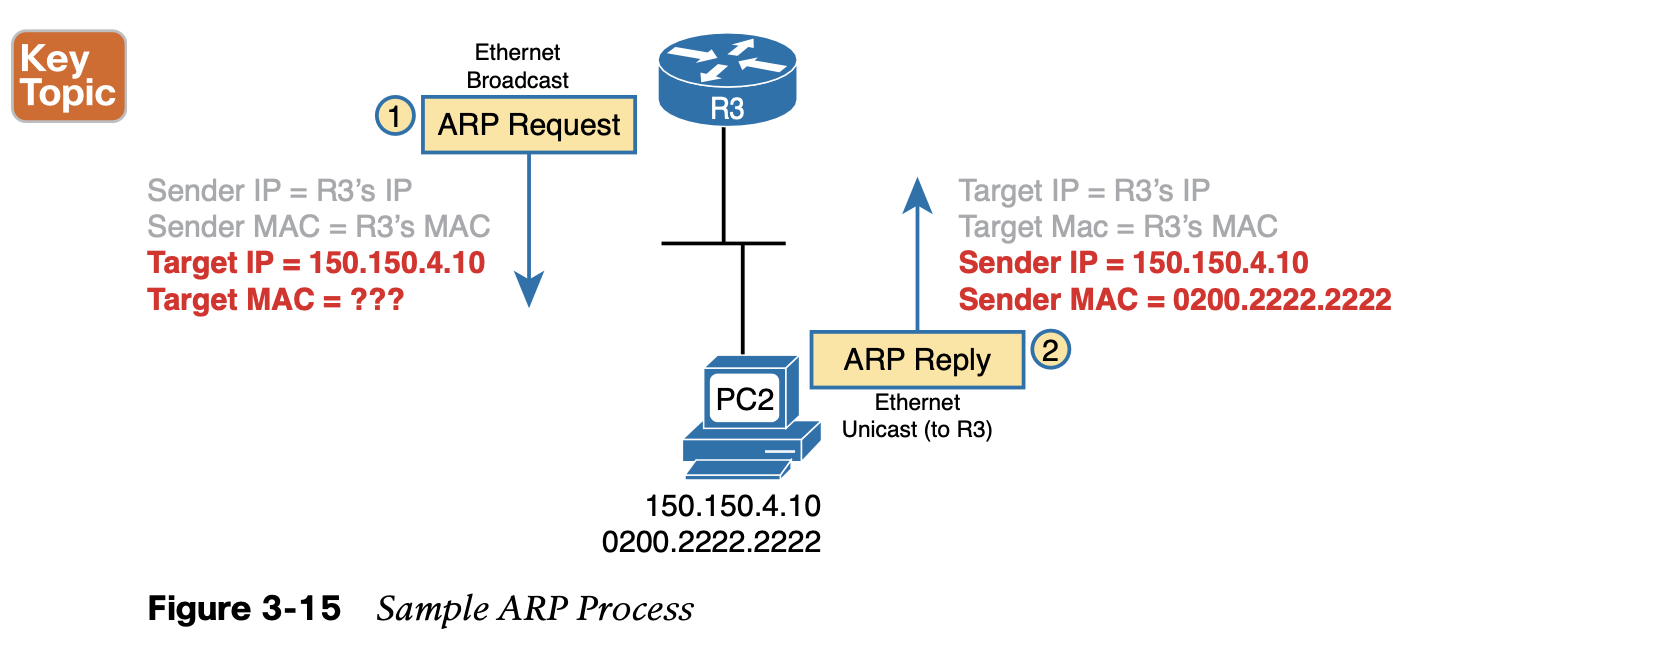 Key
Topic
Ethernet
Broadcast
1
ARP Request
R3
Sender IP = R3’s IP
Sender MAC = R3’s MAC
Target IP = 150.150.4.10
Target MAC = ???
Target IP = R3’s IP
Target Mac = R3’s MAC
Sender IP = 150.150.4.10
Sender MAC = 0200.2222.2222
ARP Reply
2
Ethernet
Unicast (to R3)
PC2
150.150.4.10
0200.2222.2222
Figure 3-15 Sample ARP Process